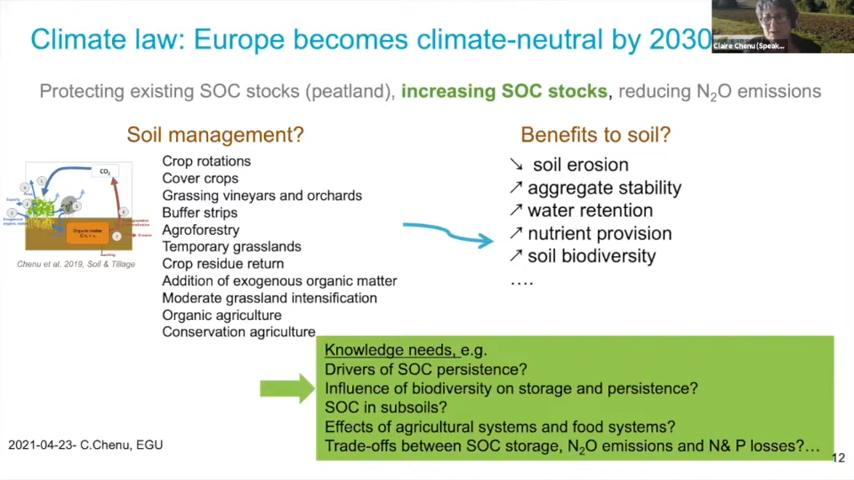 Climate law: Europe becomes climate-neutral by 2030
Claire Chenu (Speak...
Protecting existing SOC stocks (peatland), increasing SOC stocks, reducing N₂O emissions
Soil management?
Crop rotations
Cover crops
Grassing vineyars and orchards
Buffer strips
Agroforestry
Temporary grasslands
Crop residue return
Addition of exogenous organic matter
Moderate grassland intensification
Organic agriculture
Conservation agriculture
CO₂
Organic matter
Chenu et al. 2019, Soil & Tillage
Benefits to soil?
↘ soil erosion
↗ aggregate stability
↗ water retention
↗ nutrient provision
↗ soil biodiversity
....
Knowledge needs, e.g.
Drivers of SOC persistence?
Influence of biodiversity on storage and persistence?
SOC in subsoils?
Effects of agricultural systems and food systems?
Trade-offs between SOC storage, N₂O emissions and N& P losses?...
2021-04-23- C.Chenu, EGU
12